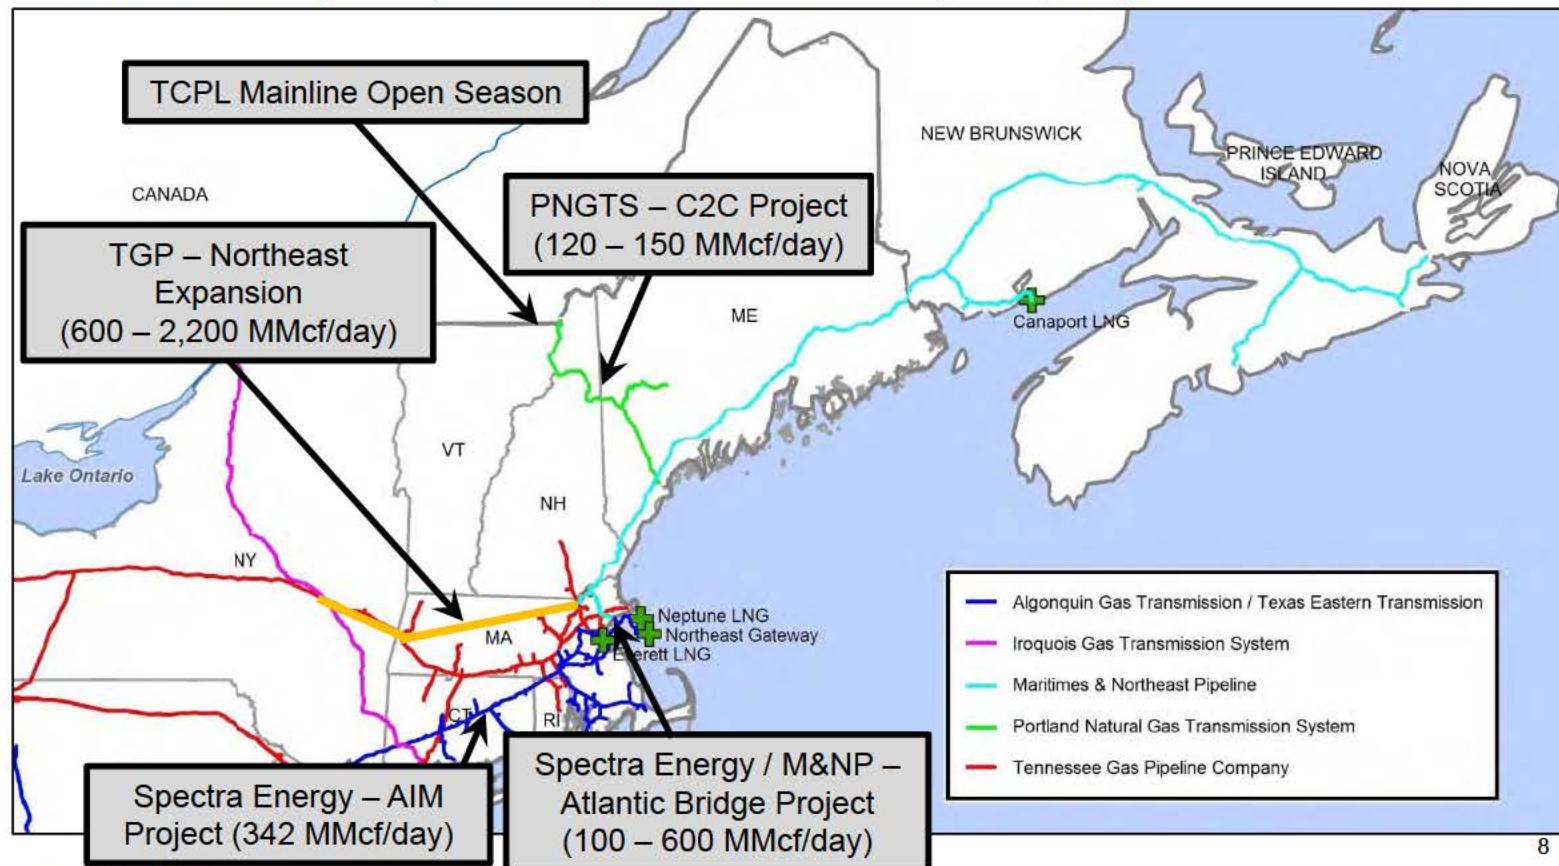 TCPL Mainline Open Season
NEW BRUNSWICK
PRINCE EDWARD
ISLAND
NOVA
SCOTIA
CANADA
PNGTS – C2C Project
(120 – 150 MMcf/day)
TGP – Northeast
Expansion
(600 – 2,200 MMcf/day)
ME
Canaport LNG
VT
Lake Ontario
NH
NY
Neptune LNG
Northeast Gateway
MA
Everett LNG
CT
RI
Algonquin Gas Transmission / Texas Eastern Transmission
Iroquois Gas Transmission System
Maritimes & Northeast Pipeline
Portland Natural Gas Transmission System
Tennessee Gas Pipeline Company
Spectra Energy – AIM
Project (342 MMcf/day)
Spectra Energy / M&NP –
Atlantic Bridge Project
(100 – 600 MMcf/day)
8